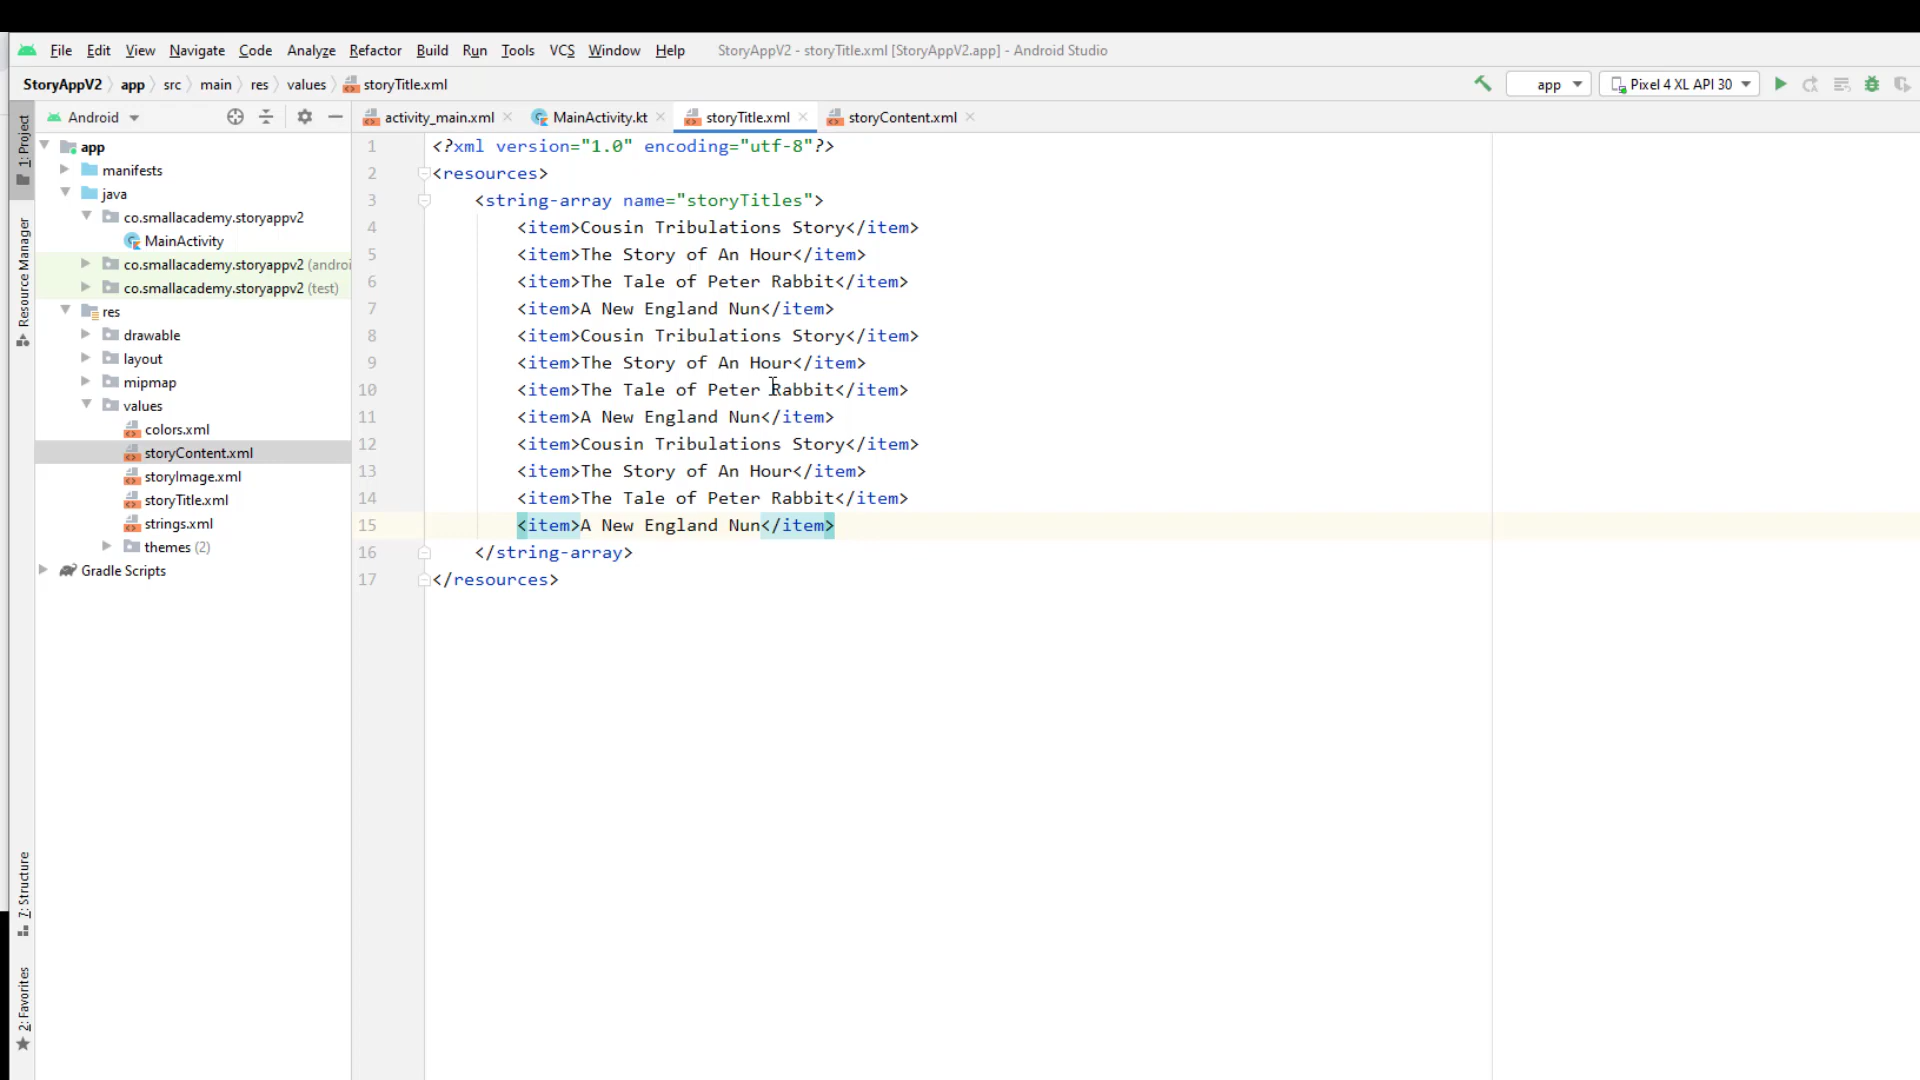 File Edit View Navigate Code Analyze Refactor Build Run Tools VCS Window Help StoryAppV2 - storyTitle.xml [StoryAppV2.app] - Android Studio
StoryAppV2 app src main res values storyTitle.xml app Pixel 4 XL API 30
Android activity_main.xml MainActivity.kt storyTitle.xml storyContent.xml
1: Project
Resource Manager
7: Structure
2: Favorites
app
manifests
java
co.smallacademy.storyappv2
MainActivity
co.smallacademy.storyappv2 (androi
co.smallacademy.storyappv2 (test)
res
drawable
layout
mipmap
values
colors.xml
storyContent.xml
storyImage.xml
storyTitle.xml
strings.xml
themes (2)
Gradle Scripts
1 <?xml version="1.0" encoding="utf-8"?>
2 <resources>
3 <string-array name="storyTitles">
4 <item>Cousin Tribulations Story</item>
5 <item>The Story of An Hour</item>
6 <item>The Tale of Peter Rabbit</item>
7 <item>A New England Nun</item>
8 <item>Cousin Tribulations Story</item>
9 <item>The Story of An Hour</item>
10 <item>The Tale of Peter Rabbit</item>
11 <item>A New England Nun</item>
12 <item>Cousin Tribulations Story</item>
13 <item>The Story of An Hour</item>
14 <item>The Tale of Peter Rabbit</item>
15 <item>A New England Nun</item>
16 </string-array>
17 </resources>